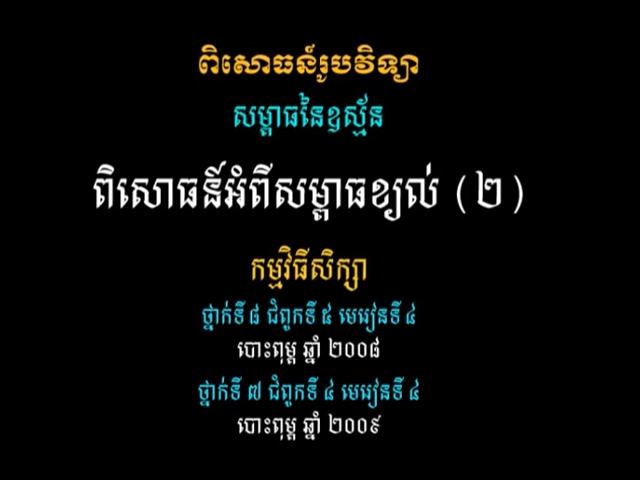 ពិសោធន៍រូបវិទ្យា
សម្ពាធនៃឧស្ម័ន
ពិសោធន៍អំពីសម្ពាធខ្យល់ (២)
កម្មវិធីសិក្សា
ថ្នាក់ទី ៨ ជំពូកទី ៥ មេរៀនទី ៤
បោះពុម្ព ឆ្នាំ ២០០៨
ថ្នាក់ទី ៧ ជំពូកទី ៤ មេរៀនទី ៤
បោះពុម្ព ឆ្នាំ ២០០៩